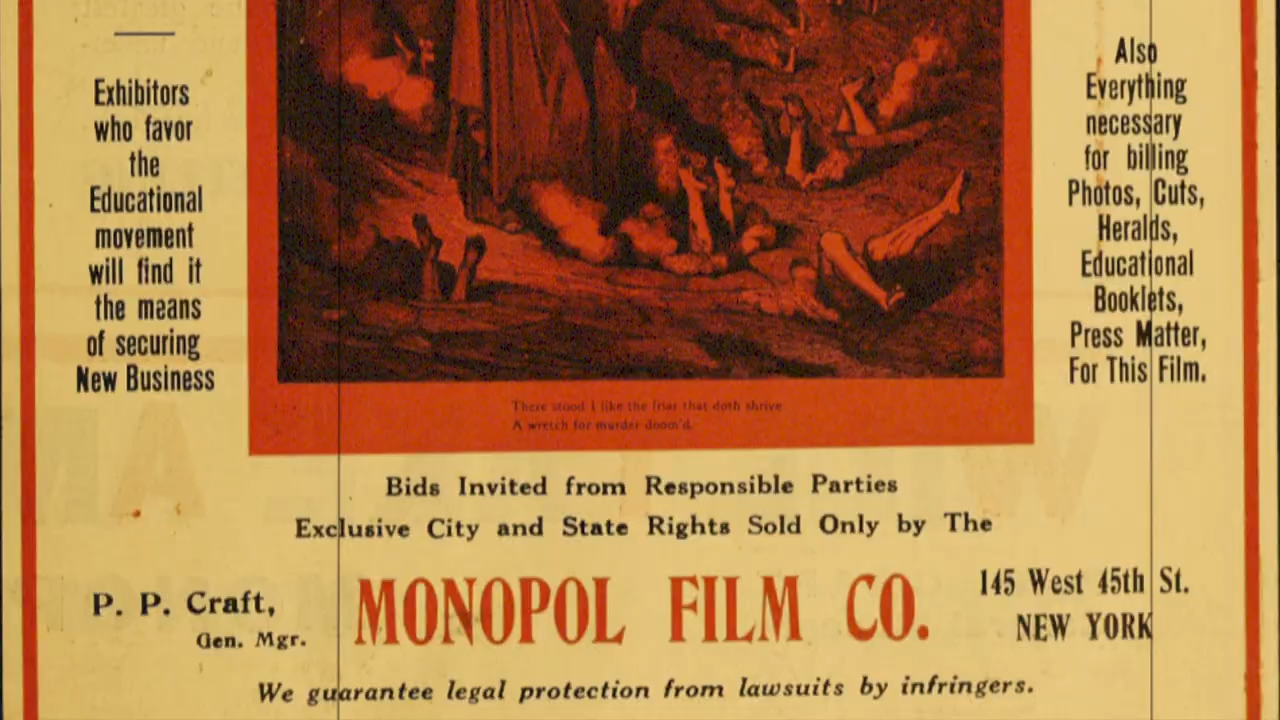 Exhibitors
who favor
the
Educational
movement
will find it
the means
of securing
New Business
Also
Everything
necessary
for billing
Photos, Cuts,
Heralds,
Educational
Booklets,
Press Matter,
For This Film.
There stood I like the friar that doth shrive
A wretch for murder doom'd.
Bids Invited from Responsible Parties
Exclusive City and State Rights Sold Only by The
P. P. Craft,
Gen. Mgr.
MONOPOL FILM CO.
145 West 45th St.
NEW YORK
We guarantee legal protection from lawsuits by infringers.